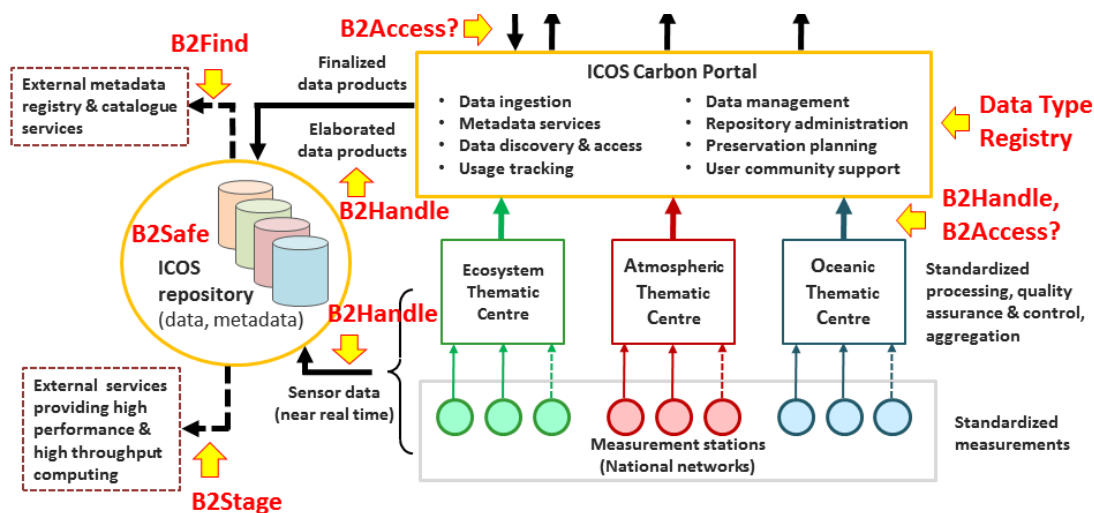 B2Access?
B2Find
External metadata
registry & catalogue
services
Finalized
data products
Elaborated
data products
B2Handle
ICOS Carbon Portal
• Data ingestion
• Metadata services
• Data discovery & access
• Usage tracking
• Data management
• Repository administration
• Preservation planning
• User community support
Data Type
Registry
B2Handle,
B2Access?
B2Safe
ICOS
repository
(data, metadata)
B2Handle
Sensor data
(near real time)
Ecosystem
Thematic
Centre
Atmospheric
Thematic
Centre
Oceanic
Thematic
Centre
Standardized
processing, quality
assurance & control,
aggregation
External services
providing high
performance &
high throughput
computing
B2Stage
Measurement stations
(National networks)
Standardized
measurements